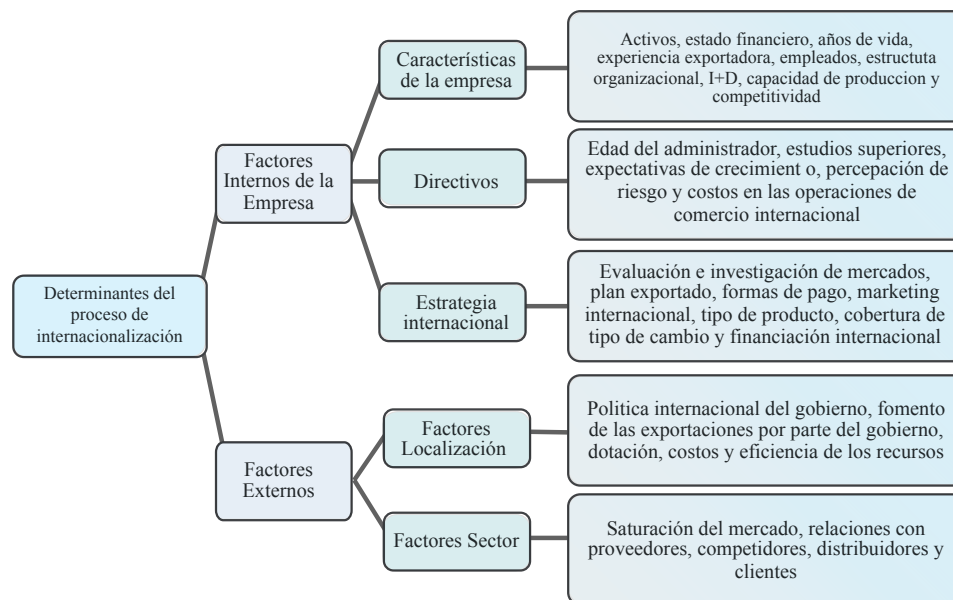 Determinantes del
proceso de
internacionalización
Factores
Internos de la
Empresa
Características
de la empresa
Activos, estado financiero, años de vida,
experiencia exportadora, empleados, estructuta
organizacional, I+D, capacidad de produccion y
competitividad
Directivos
Edad del administrador, estudios superiores,
expectativas de crecimient o, percepación de
riesgo y costos en las operaciones de
comercio internacional
Estrategia
internacional
Evaluación e investigación de mercados,
plan exportado, formas de pago, marketing
internacional, tipo de producto, cobertura de
tipo de cambio y financiación internacional
Factores
Externos
Factores
Localización
Politica internacional del gobierno, fomento
de las exportaciones por parte del gobierno,
dotación, costos y eficiencia de los recursos
Factores Sector
Saturación del mercado, relaciones con
proveedores, competidores, distribuidores y
clientes